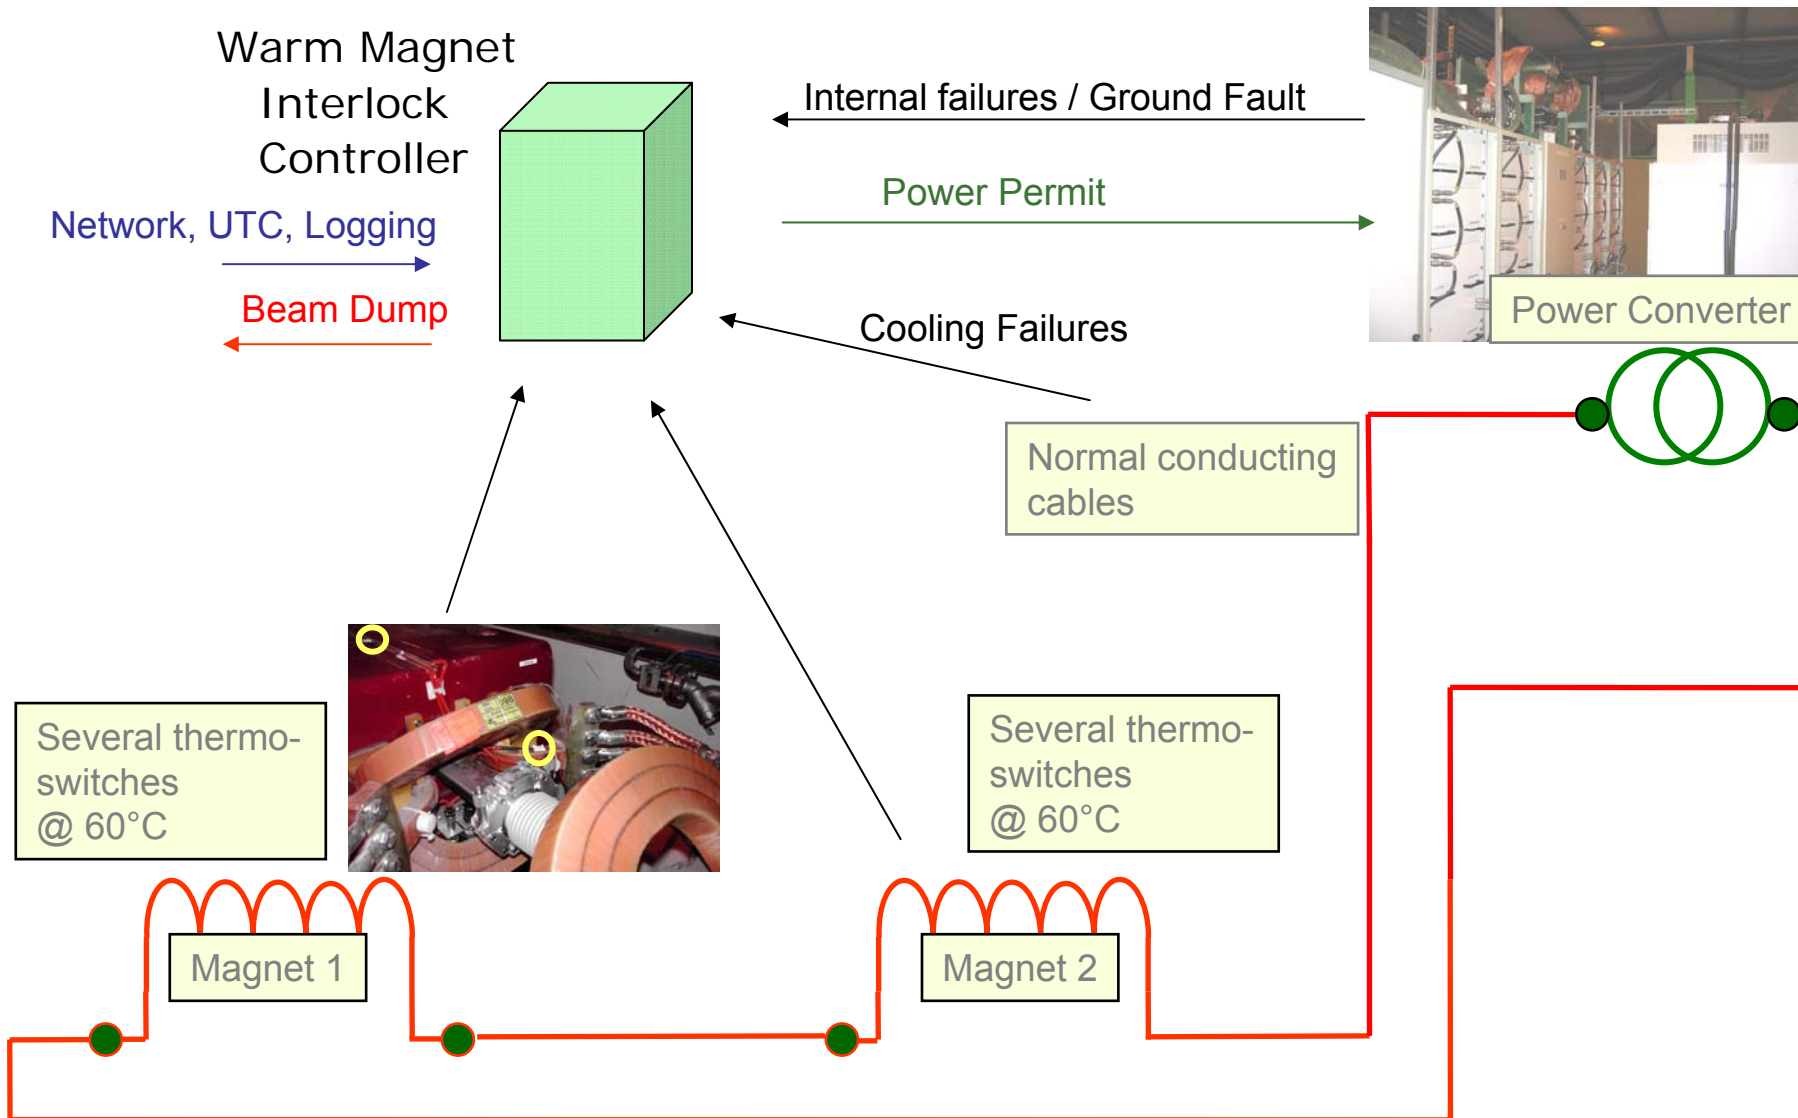 Warm Magnet
Interlock
Controller
Internal failures / Ground Fault
Power Permit
Network, UTC, Logging
Beam Dump
Power Converter
Cooling Failures
Normal conducting
cables
Several thermo-
switches
@ 60°C
Several thermo-
switches
@ 60°C
Magnet 1
Magnet 2